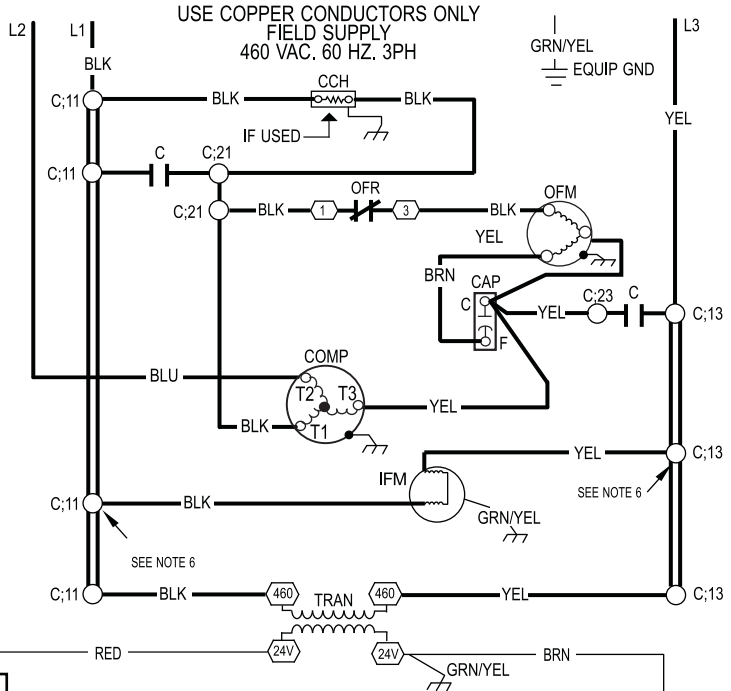 USE COPPER CONDUCTORS ONLY
FIELD SUPPLY
460 VAC. 60 HZ. 3PH
L2
L1
L3
BLK
GRN/YEL
EQUIP GND
CCH
C;11
BLK
BLK
YEL
IF USED
C
C;21
C;11
OFR
OFM
C;21
BLK
1
3
BLK
YEL
BRN
CAP
C
C;23
C
YEL
C;13
F
COMP
BLU
T2
T3
YEL
BLK
T1
YEL
C;13
IFM
SEE NOTE 6
C;11
BLK
GRN/YEL
SEE NOTE 6
C;11
BLK
460
TRAN
460
YEL
C;13
RED
24V
24V
BRN
GRN/YEL